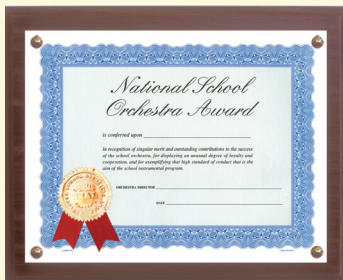 National School
Orchestra Award
is conferred upon
In recognition of singular merit and outstanding contributions to the success
of the school orchestra, for displaying an unusual degree of loyalty and
cooperation, and for exemplifying that high standard of conduct that is the
aim of the school instrumental program.
ORCHESTRA DIRECTOR
DATE